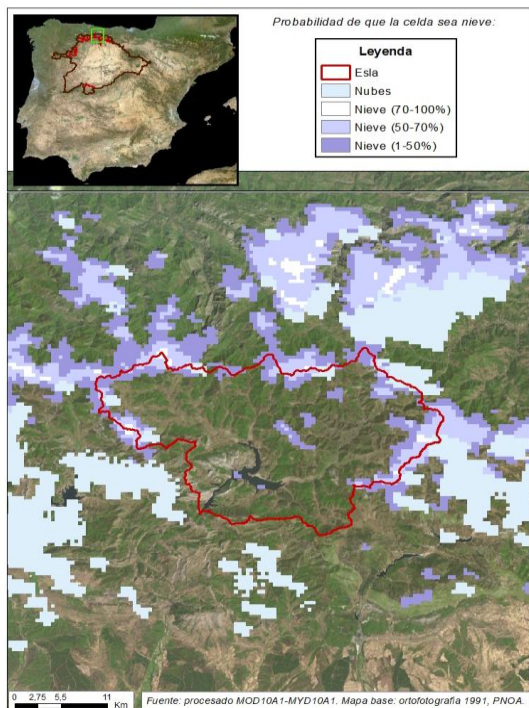 Probabilidad de que la celda sea nieve:
Leyenda
Esla
Nubes
Nieve (70-100%)
Nieve (50-70%)
Nieve (1-50%)
0 2,75 5,5 11
Km
Fuente: procesado MOD10A1-MYD10A1. Mapa base: ortofotografía 1991, PNOA.